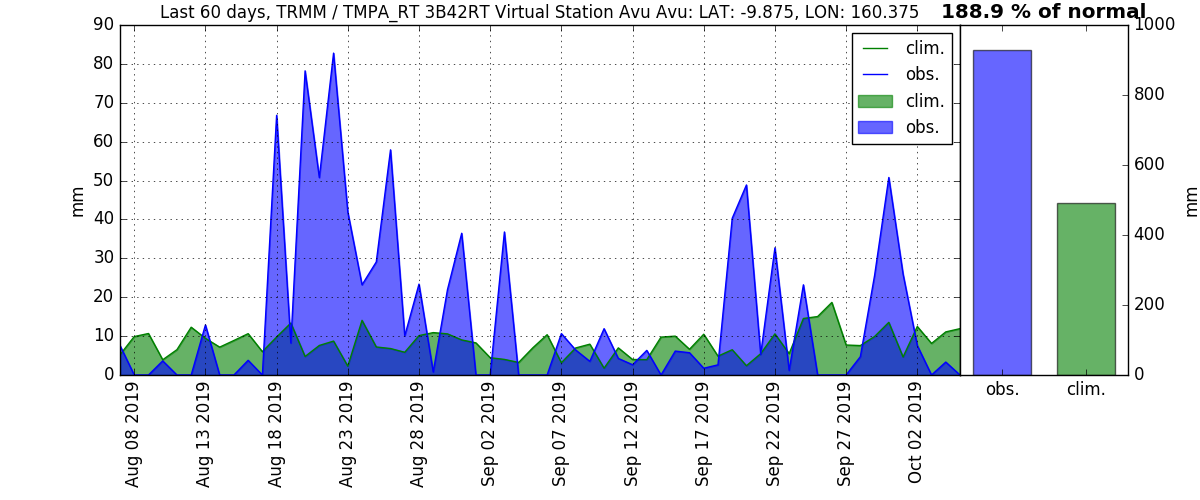 Last 60 days, TRMM / TMPA_RT 3B42RT Virtual Station Avu Avu: LAT: -9.875, LON: 160.375
188.9 % of normal
90
80
70
60
50
40
30
20
10
0
mm
clim.
obs.
clim.
obs.
1000
800
600
400
200
0
mm
obs.
clim.
Aug 08 2019
Aug 13 2019
Aug 18 2019
Aug 23 2019
Aug 28 2019
Sep 02 2019
Sep 07 2019
Sep 12 2019
Sep 17 2019
Sep 22 2019
Sep 27 2019
Oct 02 2019